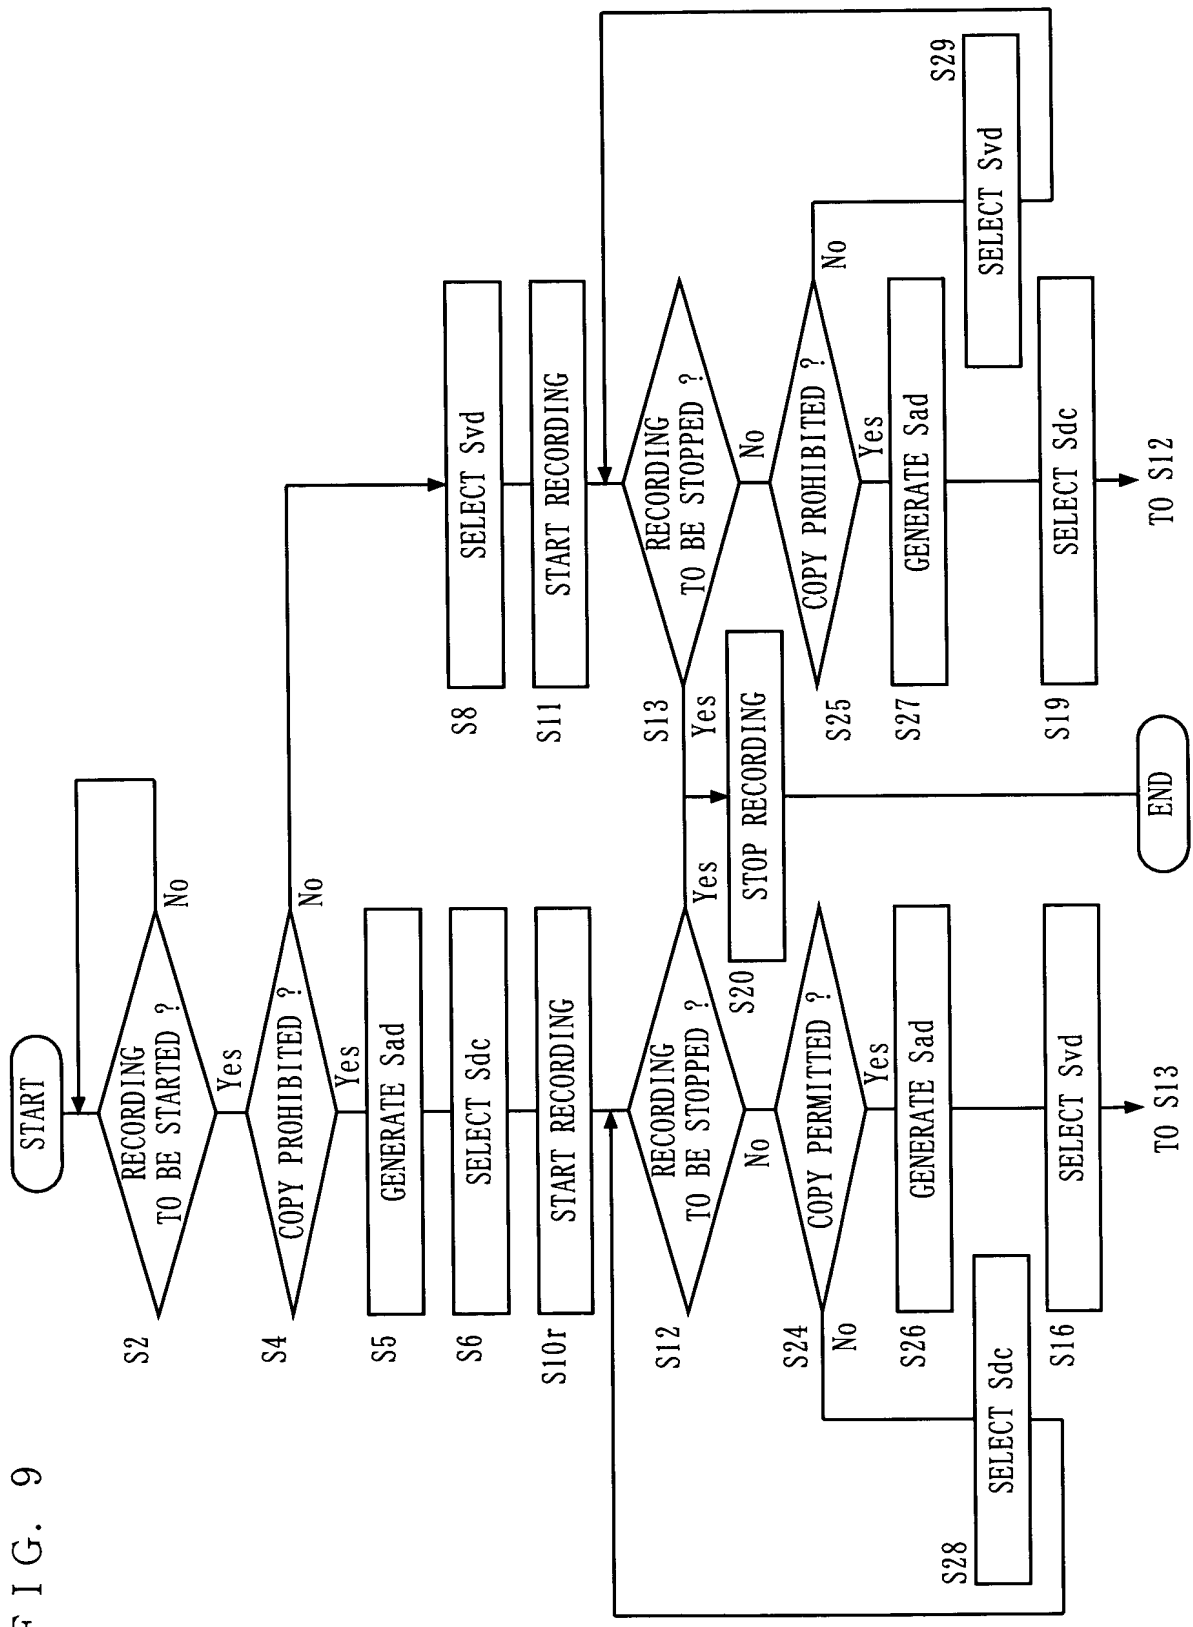 FIG. 9
START
RECORDING
TO BE STARTED ?
S2
No
Yes
COPY PROHIBITED ?
S4
No
Yes
GENERATE Sad
S5
SELECT Sdc
S6
START RECORDING
S10r
SELECT Svd
S8
START RECORDING
S11
RECORDING
TO BE STOPPED ?
S12
Yes
No
RECORDING
TO BE STOPPED ?
S13
Yes
No
STOP RECORDING
S20
COPY PERMITTED ?
S24
No
Yes
COPY PROHIBITED ?
S25
No
Yes
GENERATE Sad
S26
GENERATE Sad
S27
SELECT Sdc
S28
SELECT Svd
S29
SELECT Svd
S16
SELECT Sdc
S19
TO S13
END
TO S12